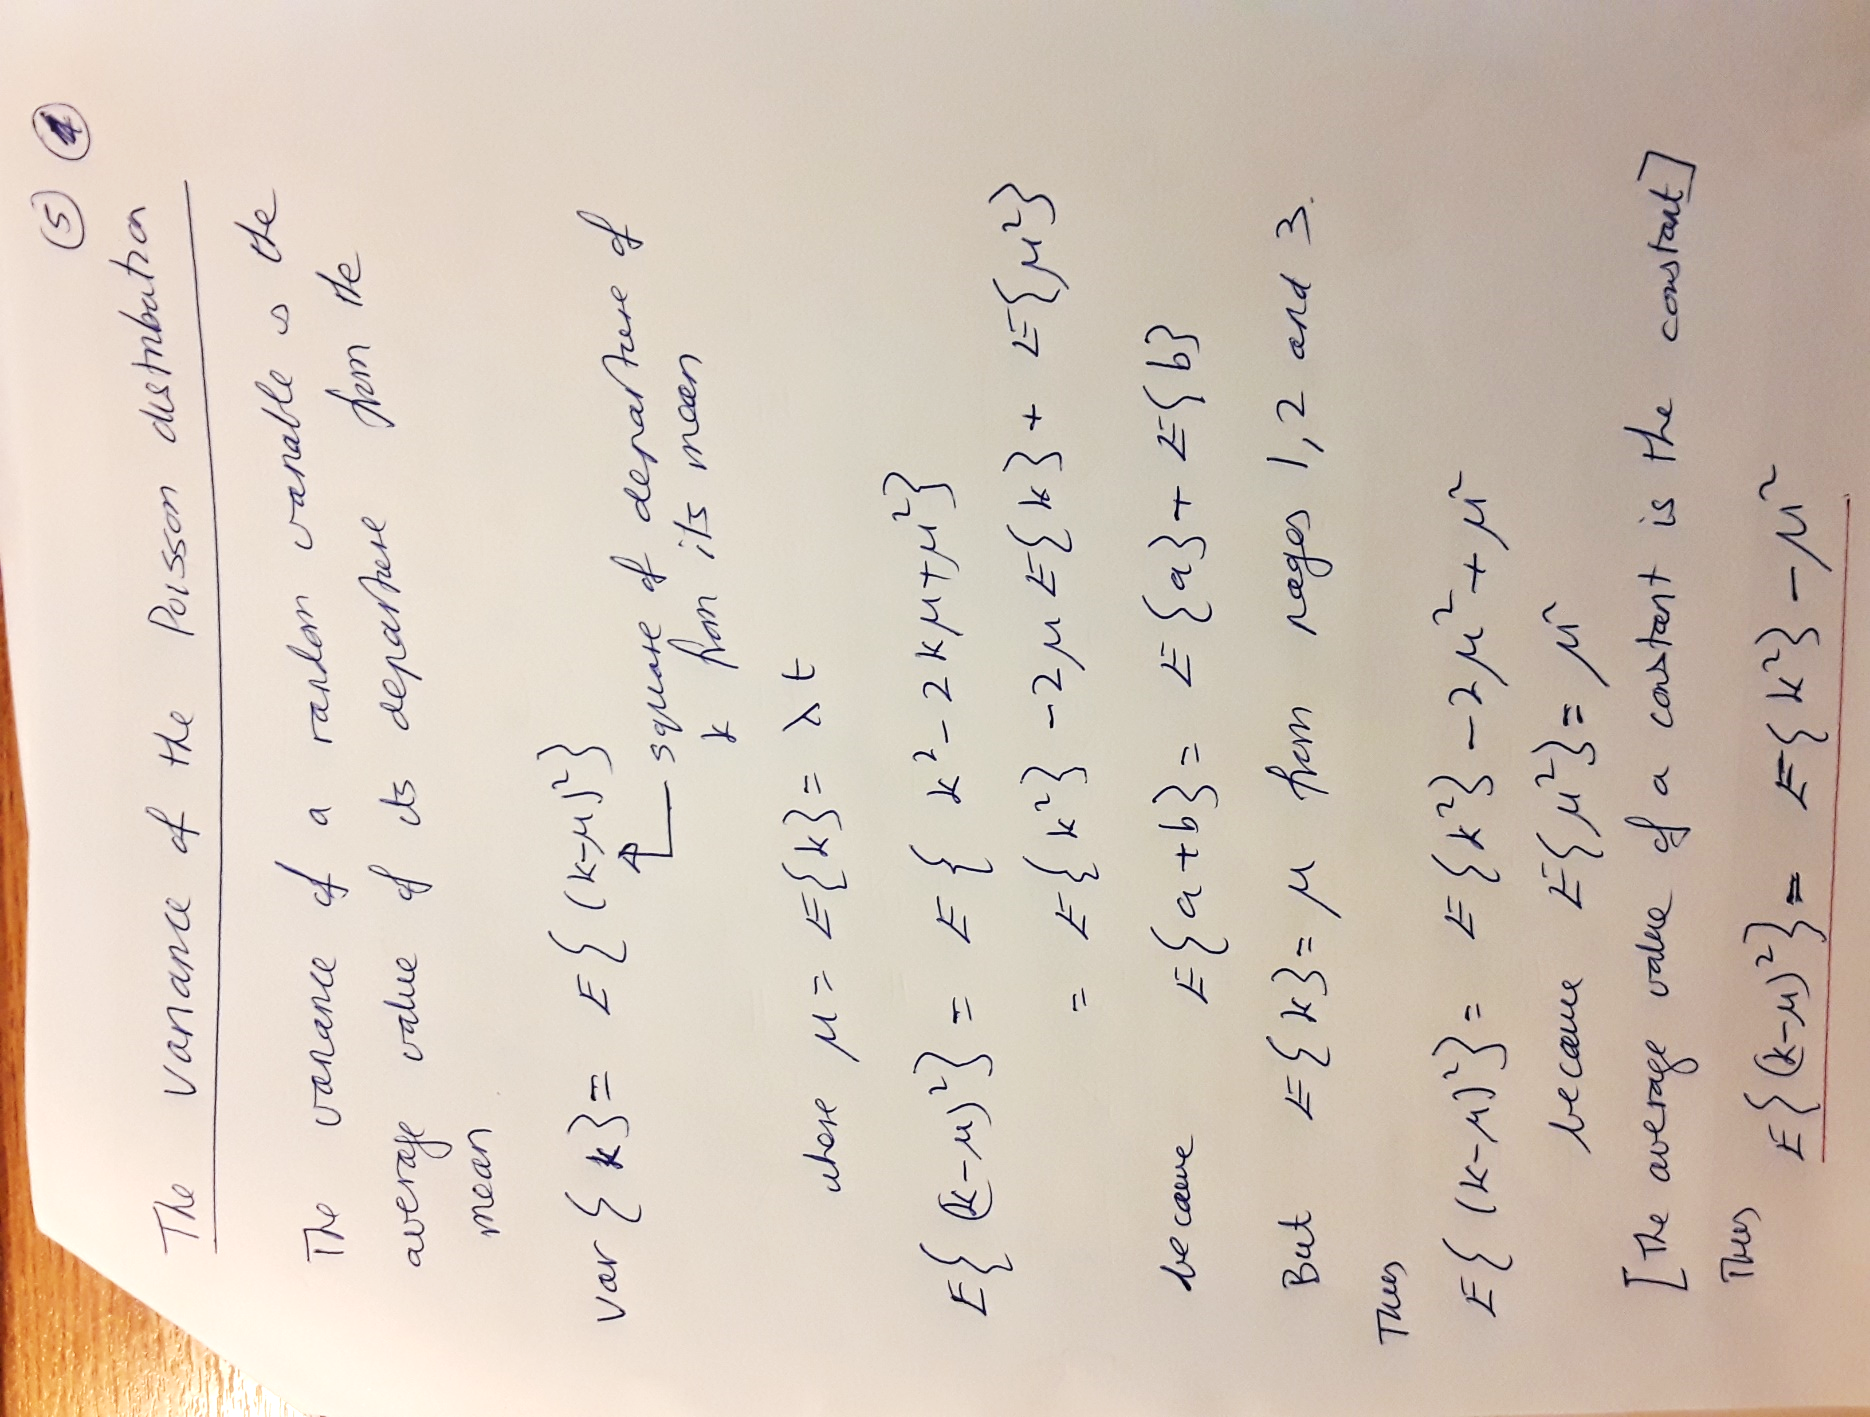 (5) (4)
The variance of the Poisson distribution
The variance of a random variable is the
average value of its departure from the
mean
var{k} = E{(k-μ)²}
square of departure of
k from its mean
where μ = E{k} = λt
E{(k-μ)²} = E{k² - 2kμ + μ²}
= E{k²} - 2μE{k} + E{μ²}
because E{a+b} = E{a} + E{b}
But E{k} = μ from pages 1, 2 and 3.
Thus
E{(k-μ)²} = E{k²} - 2μ² + μ²
because E{μ²} = μ²
[The average value of a constant is the constant]
Thus
E{(k-μ)²} = E{k²} - μ²